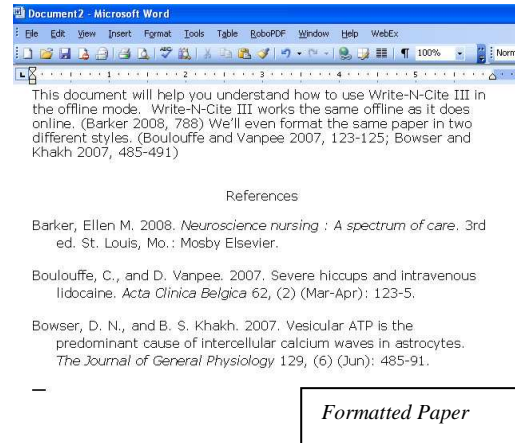 Document2 - Microsoft Word
File Edit View Insert Format Tools Table RoboPDF Window Help WebEx
100% Norm
1 2 3 4 5
This document will help you understand how to use Write-N-Cite III in
the offline mode. Write-N-Cite III works the same offline as it does
online. (Barker 2008, 788) We'll even format the same paper in two
different styles. (Boulouffe and Vanpee 2007, 123-125; Bowser and
Khakh 2007, 485-491)
References
Barker, Ellen M. 2008. Neuroscience nursing : A spectrum of care. 3rd
ed. St. Louis, Mo.: Mosby Elsevier.
Boulouffe, C., and D. Vanpee. 2007. Severe hiccups and intravenous
lidocaine. Acta Clinica Belgica 62, (2) (Mar-Apr): 123-5.
Bowser, D. N., and B. S. Khakh. 2007. Vesicular ATP is the
predominant cause of intercellular calcium waves in astrocytes.
The Journal of General Physiology 129, (6) (Jun): 485-91.
Formatted Paper